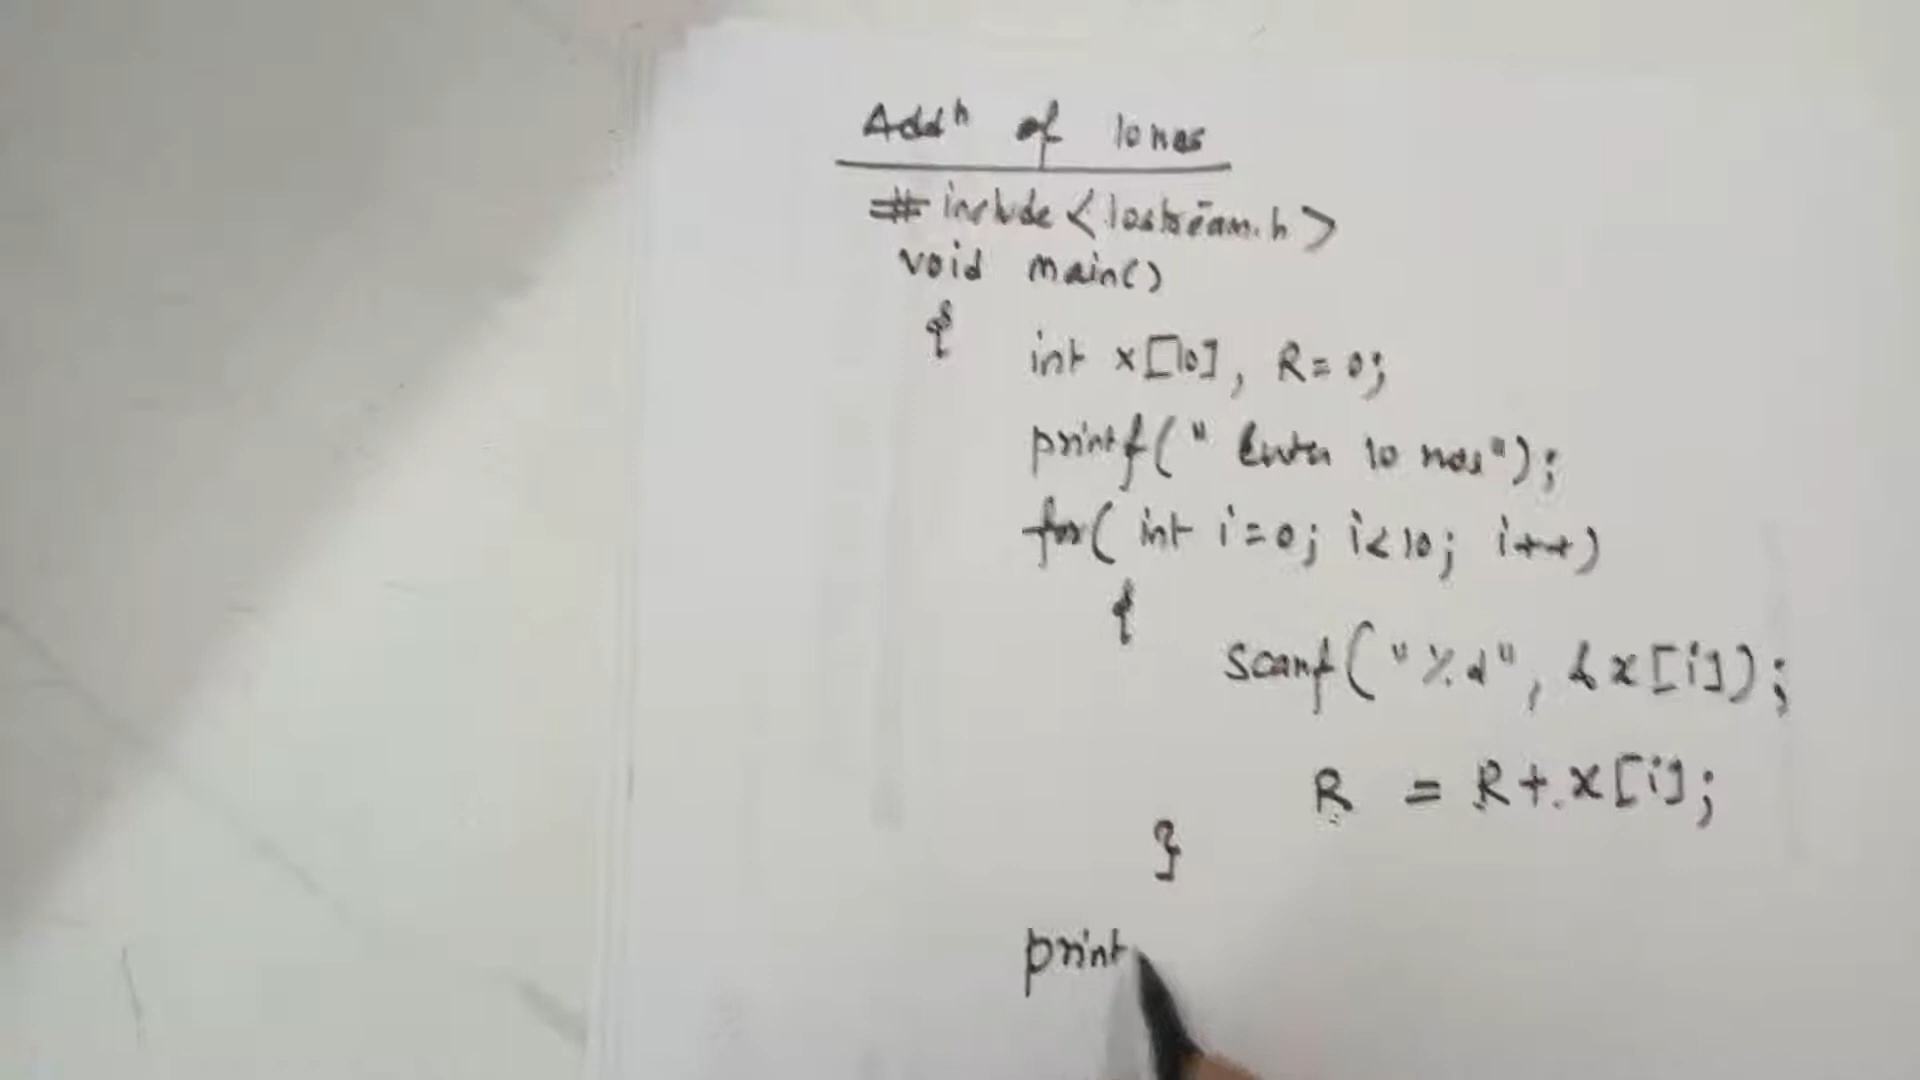 Addn of 10 nos
#include <iostream.h>
void main()
{
int x[10], R=0;
printf(" Enter 10 nos");
for( int i=0; i<10; i++)
{
scanf("%d", &x[i]);
R = R+x[i];
}
print